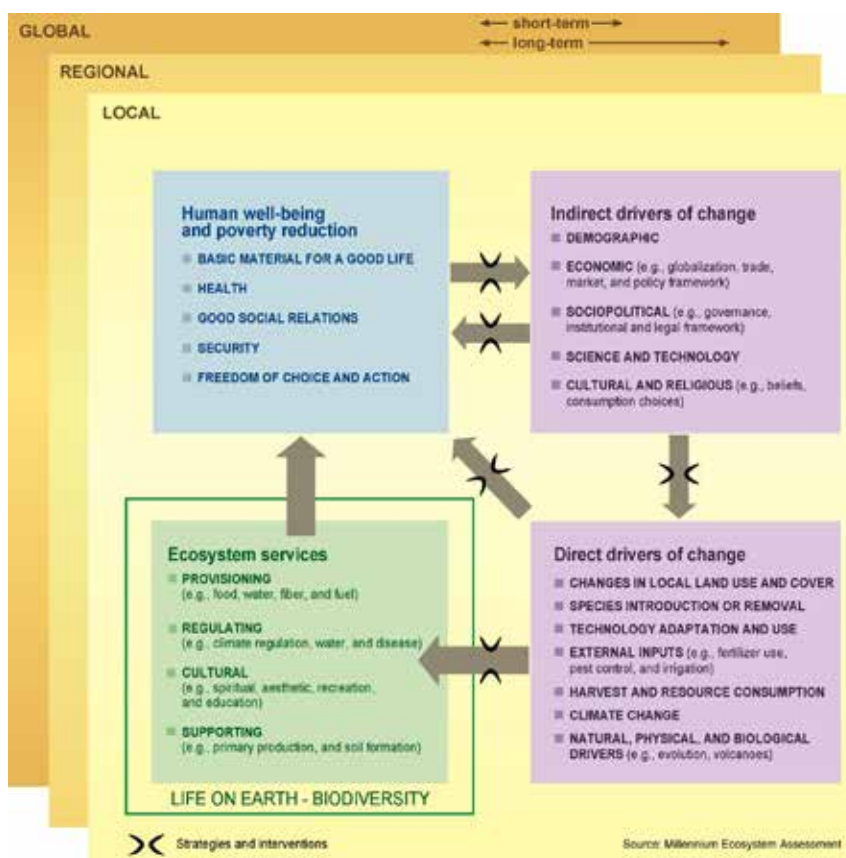 GLOBAL
short-term
long-term
REGIONAL
LOCAL
Human well-being
and poverty reduction
BASIC MATERIAL FOR A GOOD LIFE
HEALTH
GOOD SOCIAL RELATIONS
SECURITY
FREEDOM OF CHOICE AND ACTION
Indirect drivers of change
DEMOGRAPHIC
ECONOMIC (e.g., globalization, trade,
market, and policy framework)
SOCIOPOLITICAL (e.g., governance,
institutional and legal framework)
SCIENCE AND TECHNOLOGY
CULTURAL AND RELIGIOUS (e.g., beliefs,
consumption choices)
Ecosystem services
PROVISIONING
(e.g., food, water, fiber, and fuel)
REGULATING
(e.g., climate regulation, water, and disease)
CULTURAL
(e.g., spiritual, aesthetic, recreation,
and education)
SUPPORTING
(e.g., primary production, and soil formation)
LIFE ON EARTH - BIODIVERSITY
Direct drivers of change
CHANGES IN LOCAL LAND USE AND COVER
SPECIES INTRODUCTION OR REMOVAL
TECHNOLOGY ADAPTATION AND USE
EXTERNAL INPUTS (e.g., fertilizer use,
pest control, and irrigation)
HARVEST AND RESOURCE CONSUMPTION
CLIMATE CHANGE
NATURAL, PHYSICAL, AND BIOLOGICAL
DRIVERS (e.g., evolution, volcanoes)
Strategies and interventions
Source: Millennium Ecosystem Assessment